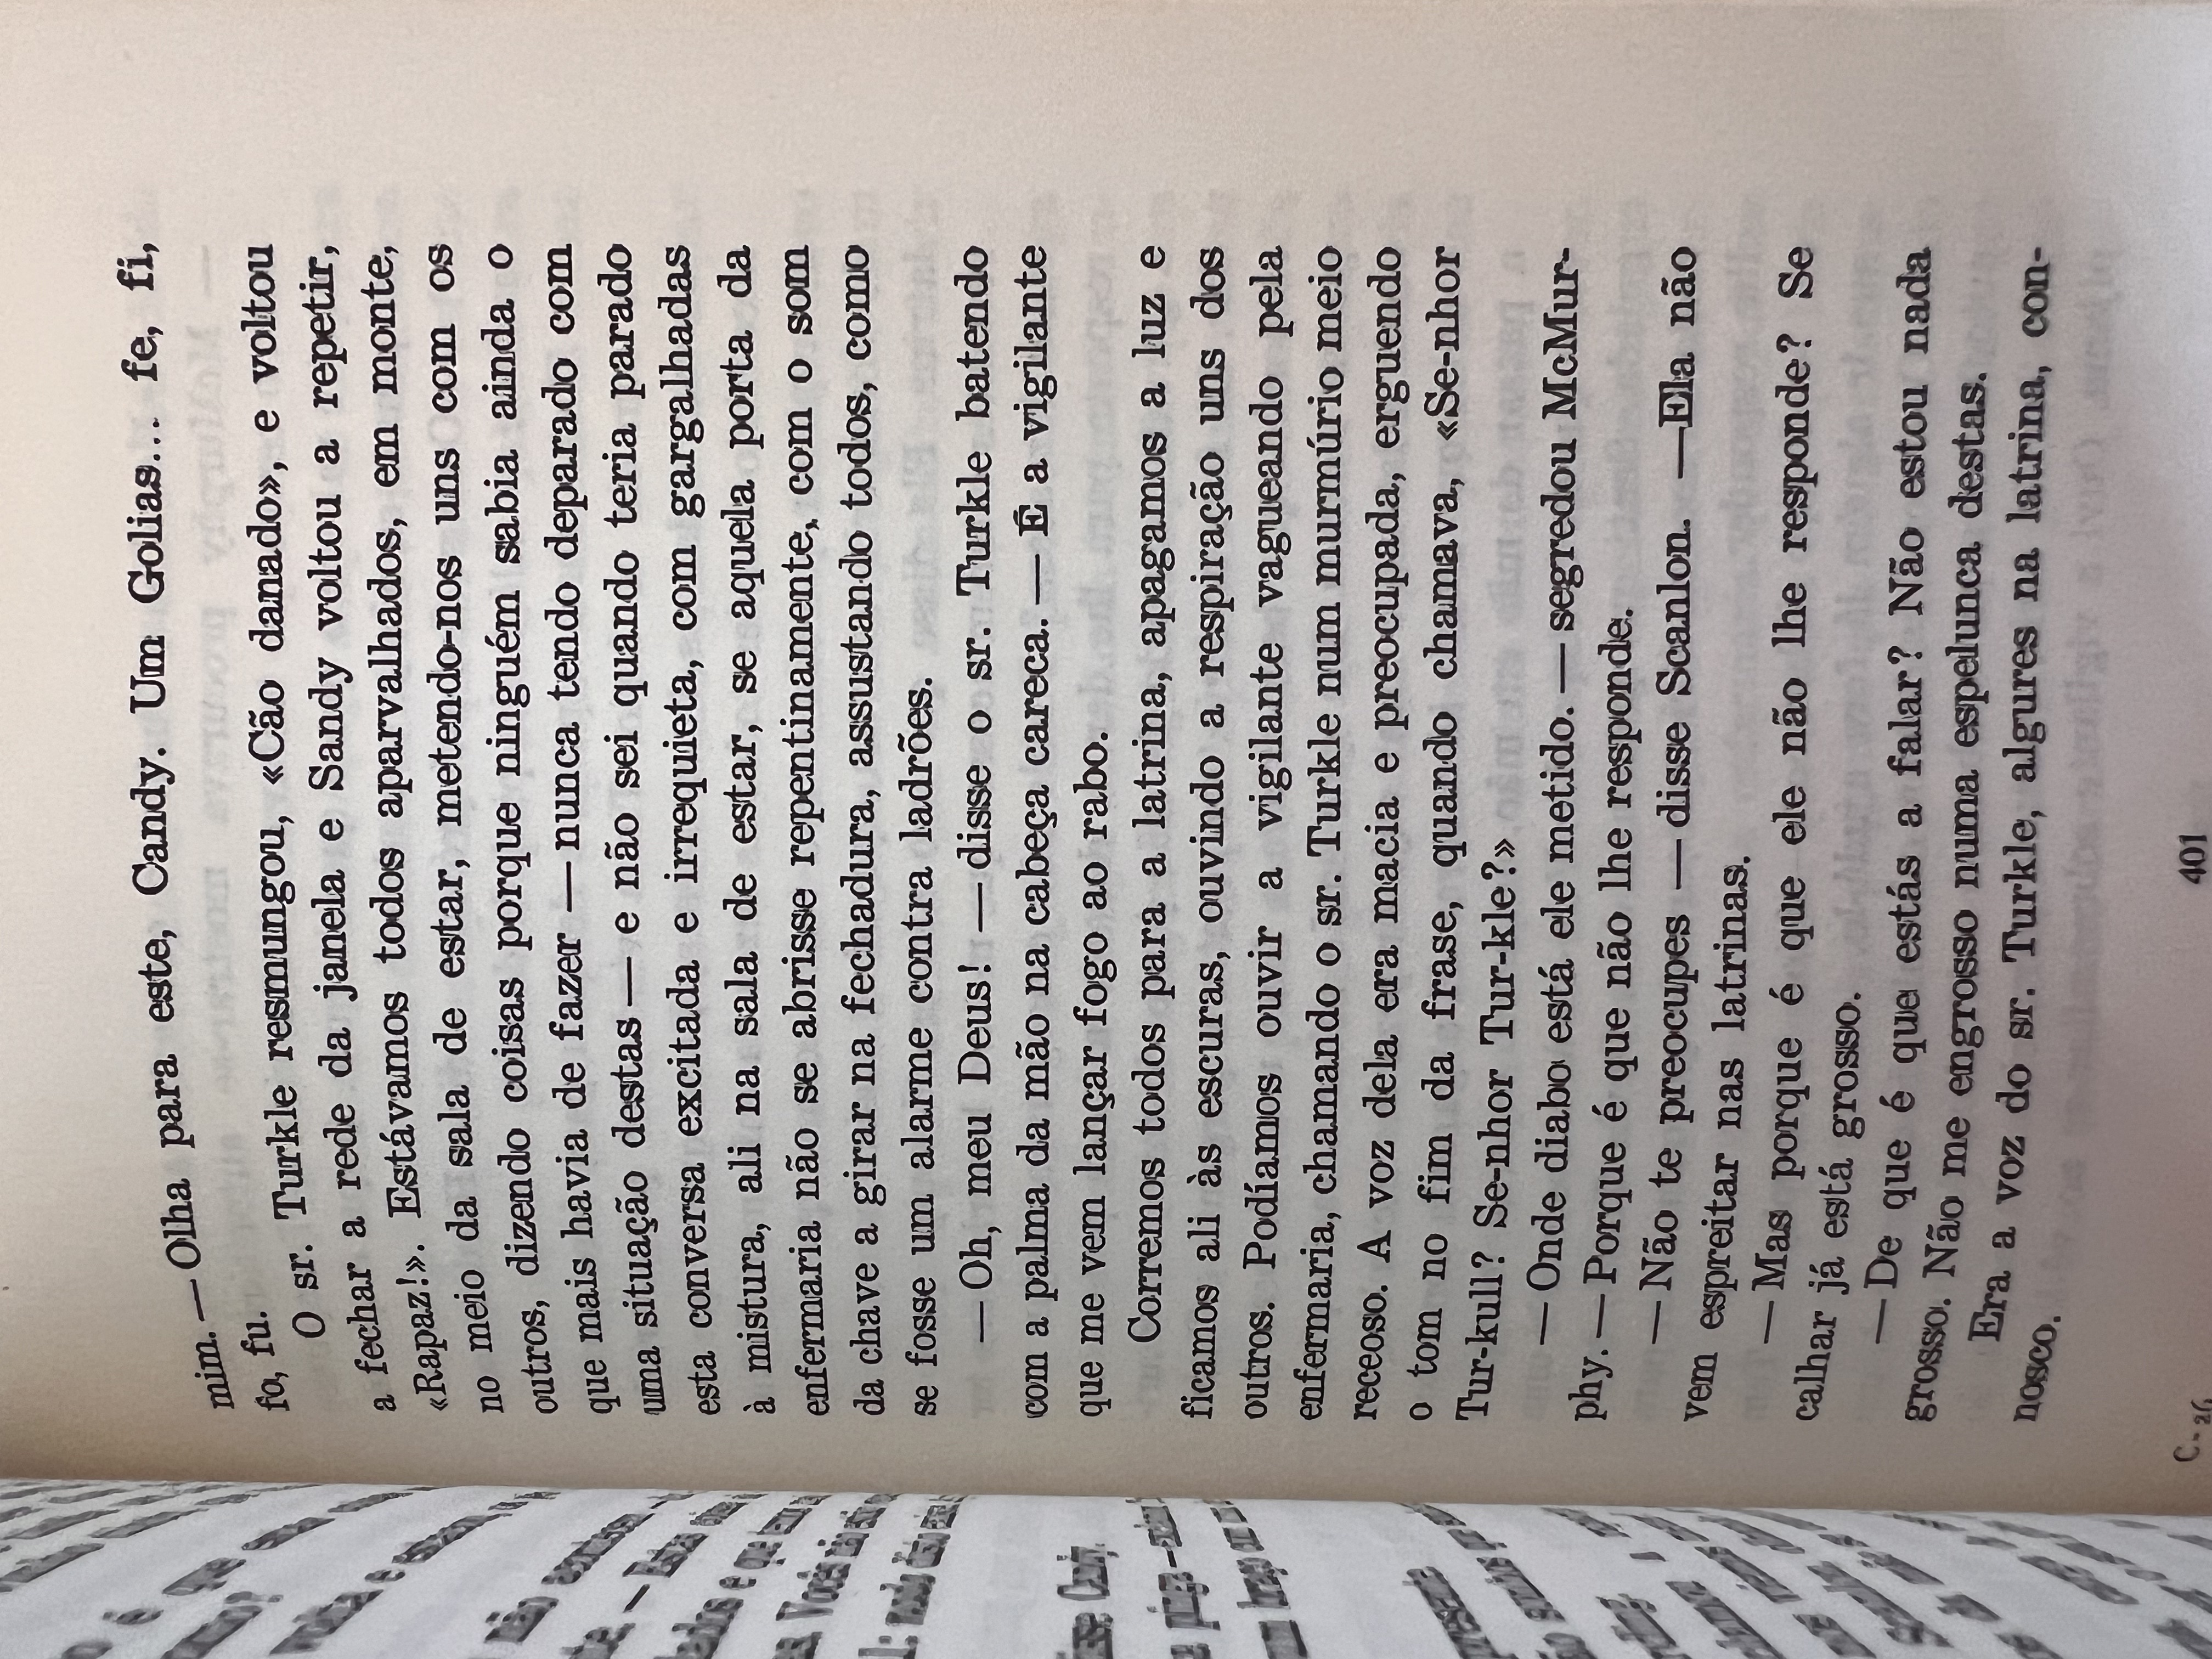 mim. — Olha para este, Candy. Um Golias... fe, fi,
fo, fu.
O sr. Turkle resmungou, «Cão danado», e voltou
a fechar a rede da janela e Sandy voltou a repetir,
«Rapaz!». Estávamos todos aparvalhados, em monte,
no meio da sala de estar, metendo-nos uns com os
outros, dizendo coisas porque ninguém sabia ainda o
que mais havia de fazer — nunca tendo deparado com
uma situação destas — e não sei quando teria parado
esta conversa excitada e irrequieta, com gargalhadas
à mistura, ali na sala de estar, se aquela porta da
enfermaria não se abrisse repentinamente, com o som
da chave a girar na fechadura, assustando todos, como
se fosse um alarme contra ladrões.
— Oh, meu Deus! — disse o sr. Turkle batendo
com a palma da mão na cabeça careca. — É a vigilante
que me vem lançar fogo ao rabo.
Corremos todos para a latrina, apagamos a luz e
ficamos ali às escuras, ouvindo a respiração uns dos
outros. Podíamos ouvir a vigilante vagueando pela
enfermaria, chamando o sr. Turkle num murmúrio meio
receoso. A voz dela era macia e preocupada, erguendo
o tom no fim da frase, quando chamava, «Se-nhor
Tur-kull? Se-nhor Tur-kle?»
— Onde diabo está ele metido. — segredou McMur-
phy. — Porque é que não lhe responde.
— Não te preocupes — disse Scanlon. —Ela não
vem espreitar nas latrinas.
— Mas porque é que ele não lhe responde? Se
calhar já está grosso.
— De que é que estás a falar? Não estou nada
grosso. Não me engrosso numa espelunca destas.
Era a voz do sr. Turkle, algures na latrina, con-
nosco.
C - 26
401